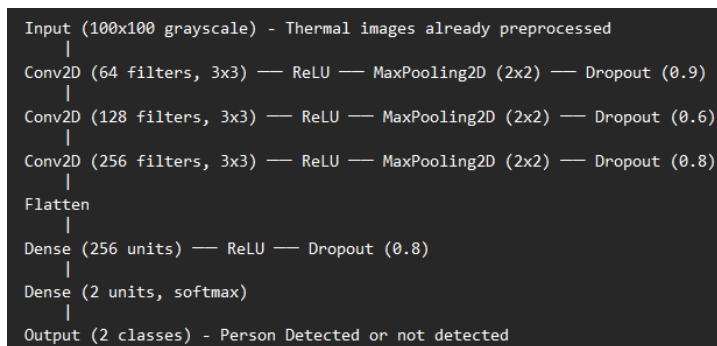 Input (100x100 grayscale) - Thermal images already preprocessed
|
Conv2D (64 filters, 3x3) ── ReLU ── MaxPooling2D (2x2) ── Dropout (0.9)
|
Conv2D (128 filters, 3x3) ── ReLU ── MaxPooling2D (2x2) ── Dropout (0.6)
|
Conv2D (256 filters, 3x3) ── ReLU ── MaxPooling2D (2x2) ── Dropout (0.8)
|
Flatten
|
Dense (256 units) ── ReLU ── Dropout (0.8)
|
Dense (2 units, softmax)
|
Output (2 classes) - Person Detected or not detected